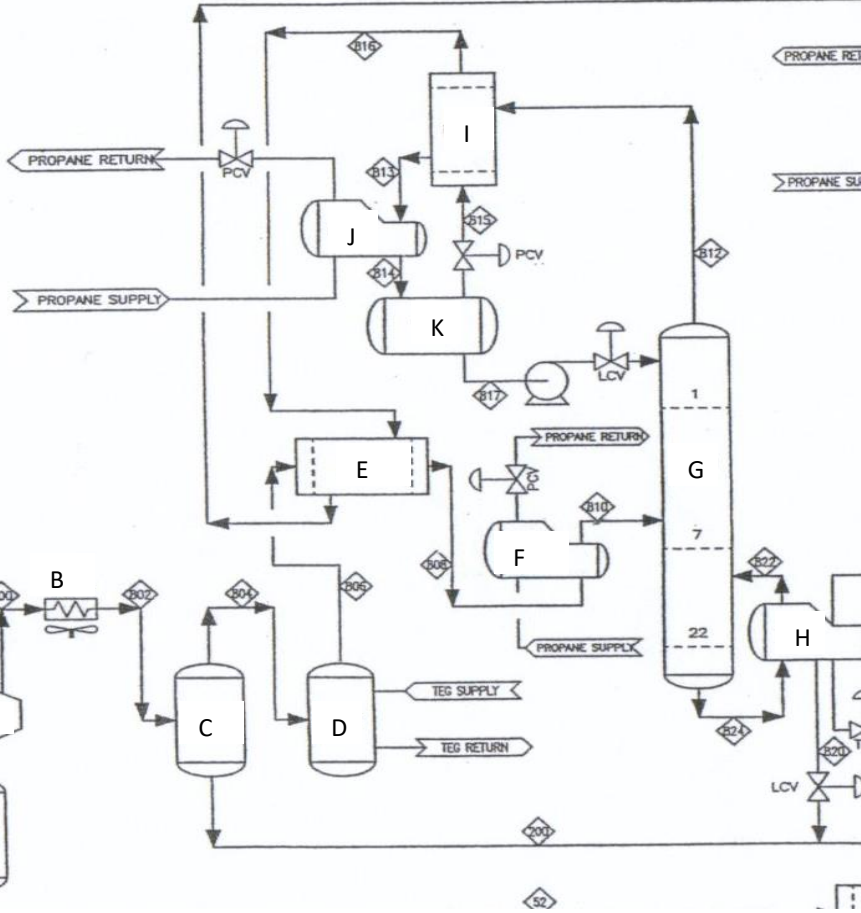 816
PROPANE RET
I
PROPANE RETURN
PCV
813
PROPANE SU
J
815
PCV
812
814
PROPANE SUPPLY
K
LCV
817
1
PROPANE RETURN
E
PCV
G
810
7
F
808
B
802
804
806
822
22
H
PROPANE SUPPLY
TEG SUPPLY
C
D
824
TEG RETURN
820
LCV
200
52